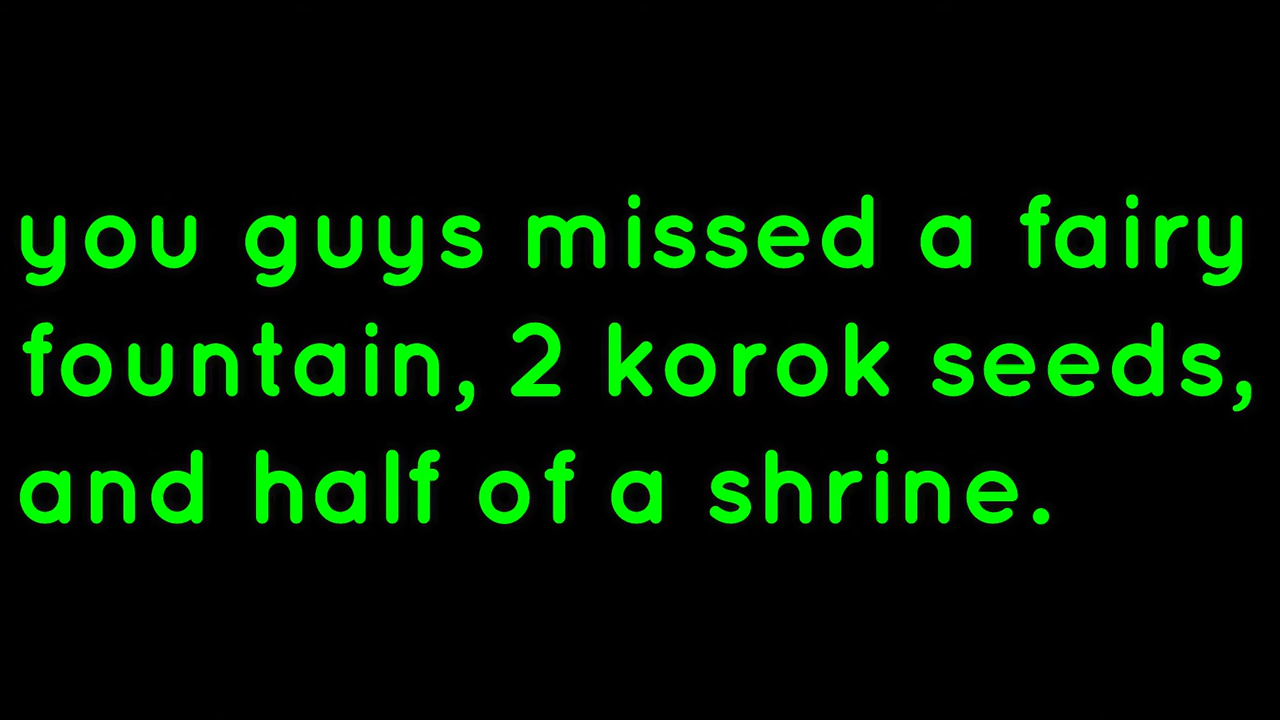 you guys missed a fairy
fountain, 2 korok seeds,
and half of a shrine.